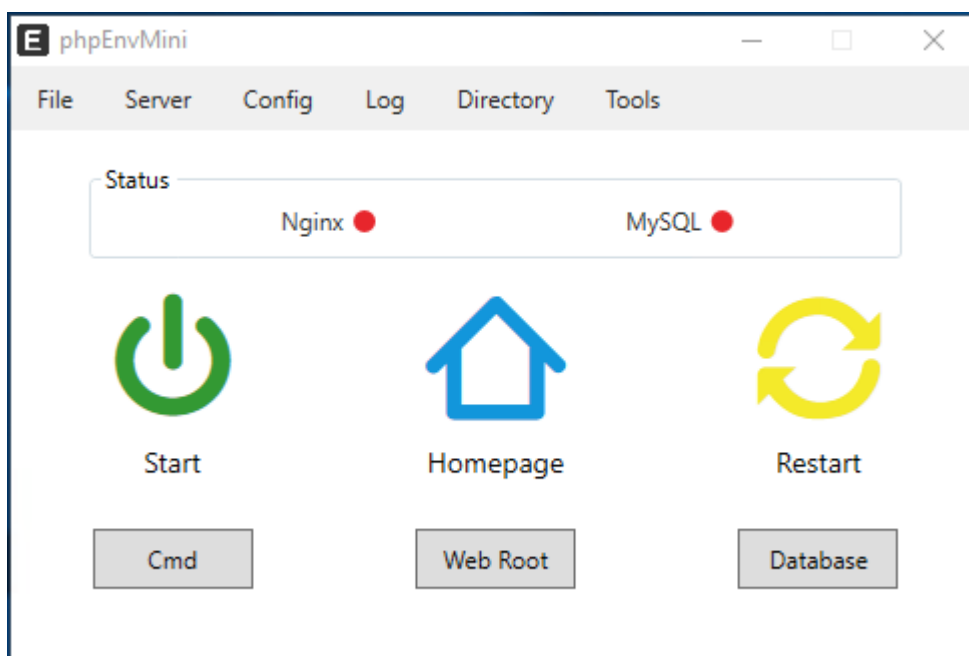 E phpEnvMini
File Server Config Log Directory Tools
Status
Nginx MySQL
Start Homepage Restart
Cmd Web Root Database